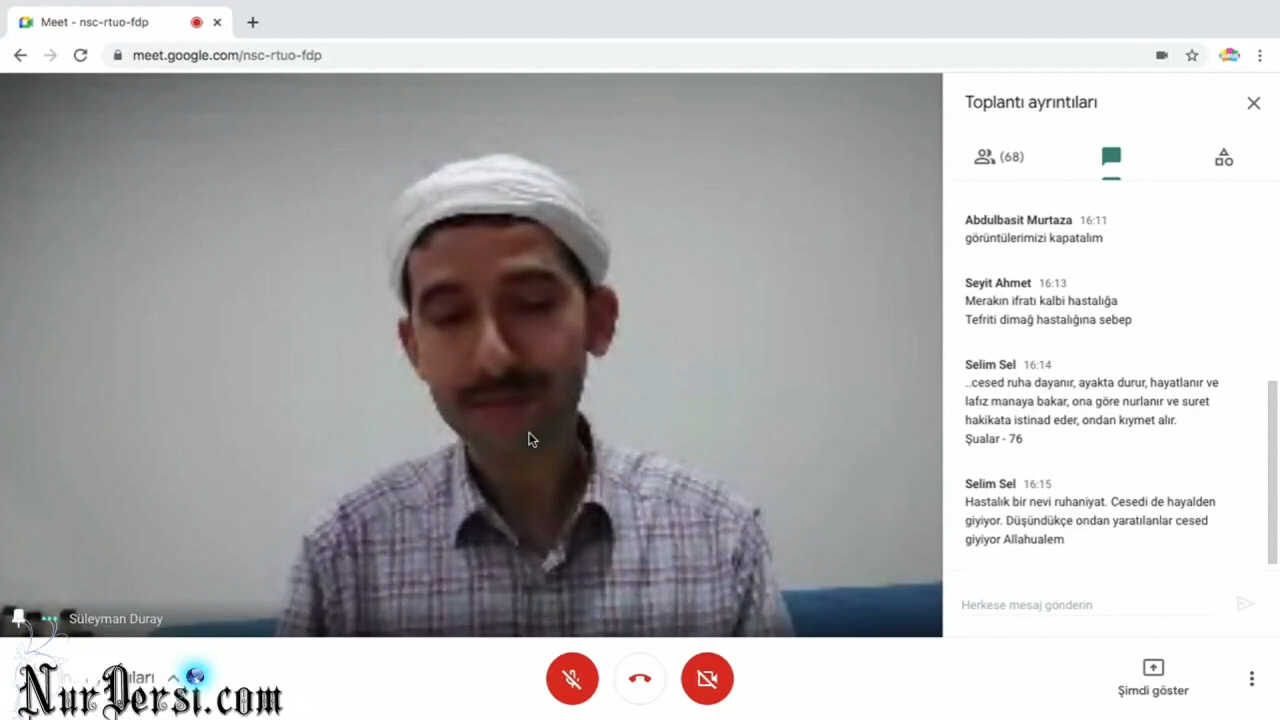 Meet - nsc-rtuo-fdp
meet.google.com/nsc-rtuo-fdp
Toplantı ayrıntıları
(68)
Abdulbasit Murtaza 16:11
görüntülerimizi kapatalım
Seyit Ahmet 16:13
Merakın ifratı kalbi hastalığa
Tefriti dimağ hastalığına sebep
Selim Sel 16:14
..cesed ruha dayanır, ayakta durur, hayatlanır ve
lafız manaya bakar, ona göre nurlanır ve suret
hakikata istinad eder, ondan kıymet alır.
Şualar - 76
Selim Sel 16:15
Hastalık bir nevi ruhaniyat. Cesedi de hayalden
giyiyor. Düşündükçe ondan yaratılanlar cesed
giyiyor Allahualem
Herkese mesaj gönderin
Süleyman Duray
Şimdi göster
NurDersi.com